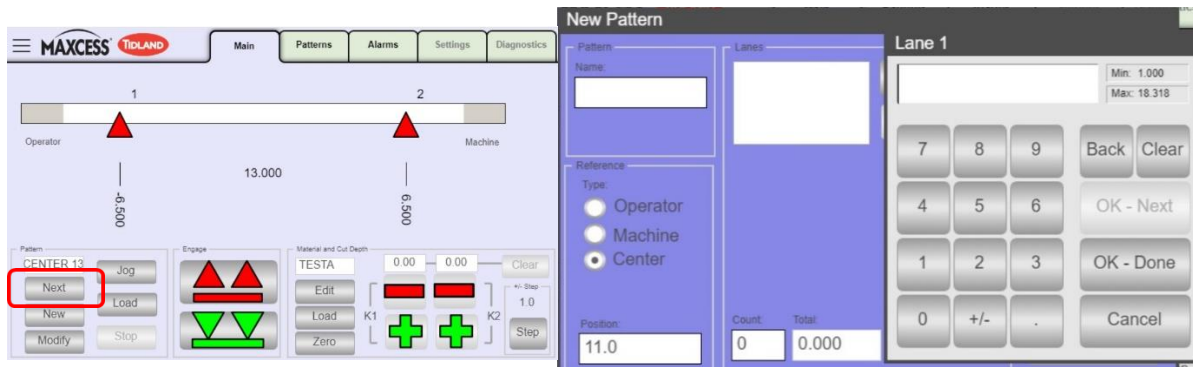 MAXCESS TIDLAND
Main
Patterns
Alarms
Settings
Diagnostics
1
2
Operator
Machine
13.000
-6.500
6.500
Pattern
CENTER 13
Next
New
Modify
Jog
Load
Stop
Engage
Material and Cut Depth
TESTA
0.00
0.00
Clear
Edit
Load
Zero
K1
K2
+/- Step
1.0
Step
New Pattern
Pattern
Name:
Reference
Type:
Operator
Machine
Center
Position:
11.0
Lanes
Count:
0
Total:
0.000
Lane 1
Min: 1.000
Max: 18.318
7 8 9 Back Clear
4 5 6 OK - Next
1 2 3 OK - Done
0 +/- . Cancel